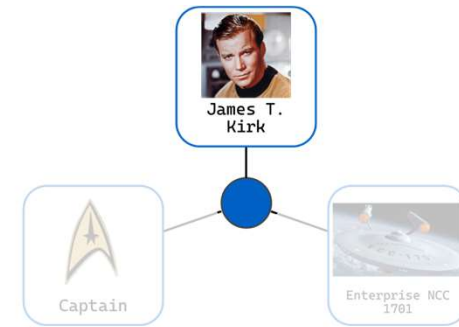 James T.
Kirk
Captain
Enterprise NCC
1701